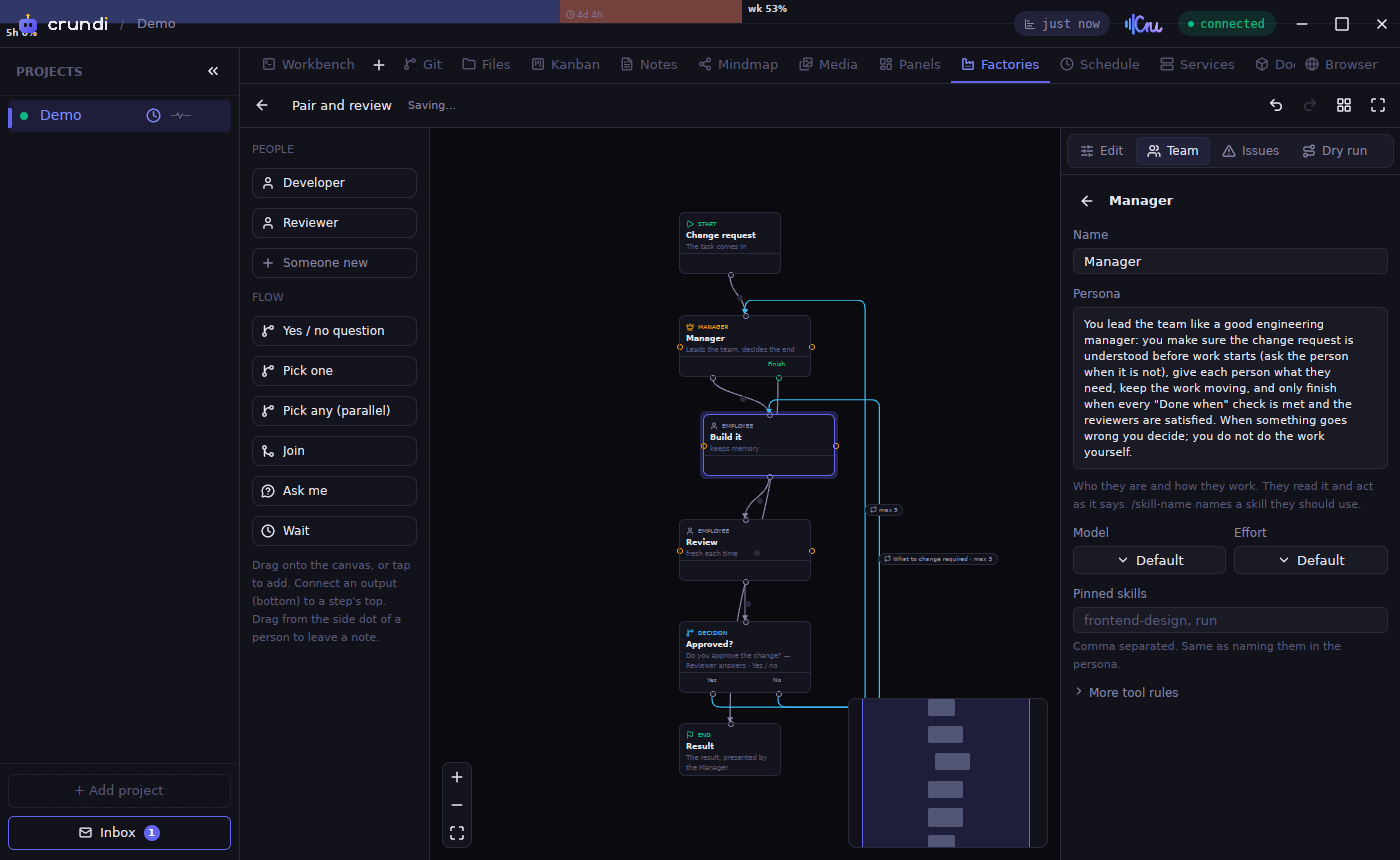 4d 4h
wk 53%
crundi / Demo
just now
Cru
connected
PROJECTS
Workbench
Git
Files
Kanban
Notes
Mindmap
Media
Panels
Factories
Schedule
Services
Browser
Demo
Pair and review
Saving...
PEOPLE
Developer
Reviewer
Someone new
FLOW
Yes / no question
Pick one
Pick any (parallel)
Join
Ask me
Wait
Drag onto the canvas, or tap
to add. Connect an output
(bottom) to a step's top.
Drag from the side dot of a
person to leave a note.
START
Change request
The task comes in
MANAGER
Manager
Leads the team, decides the end
Finish
EMPLOYEE
Build it
keeps memory
max 5
EMPLOYEE
Review
fresh each time
What to change required · max 3
DECISION
Approved?
Do you approve the change? —
Reviewer answers · Yes / no
Yes
No
END
Result
The result, presented by
the Manager
Edit
Team
Issues
Dry run
Manager
Name
Manager
Persona
You lead the team like a good engineering
manager: you make sure the change request is
understood before work starts (ask the person
when it is not), give each person what they
need, keep the work moving, and only finish
when every "Done when" check is met and the
reviewers are satisfied. When something goes
wrong you decide; you do not do the work
yourself.
Who they are and how they work. They read it and act
as it says. /skill-name names a skill they should use.
Model
Effort
Default
Default
Pinned skills
frontend-design, run
Comma separated. Same as naming them in the
persona.
More tool rules
+ Add project
Inbox 1